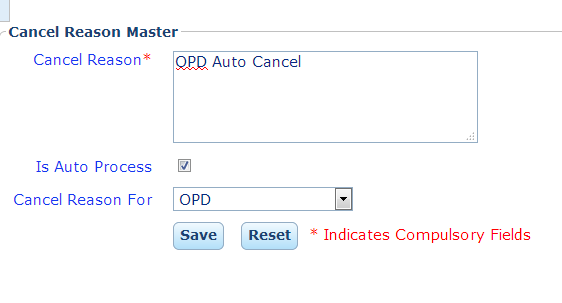 Cancel Reason Master
Cancel Reason*
OPD Auto Cancel
Is Auto Process
Cancel Reason For
OPD
Save Reset * Indicates Compulsory Fields